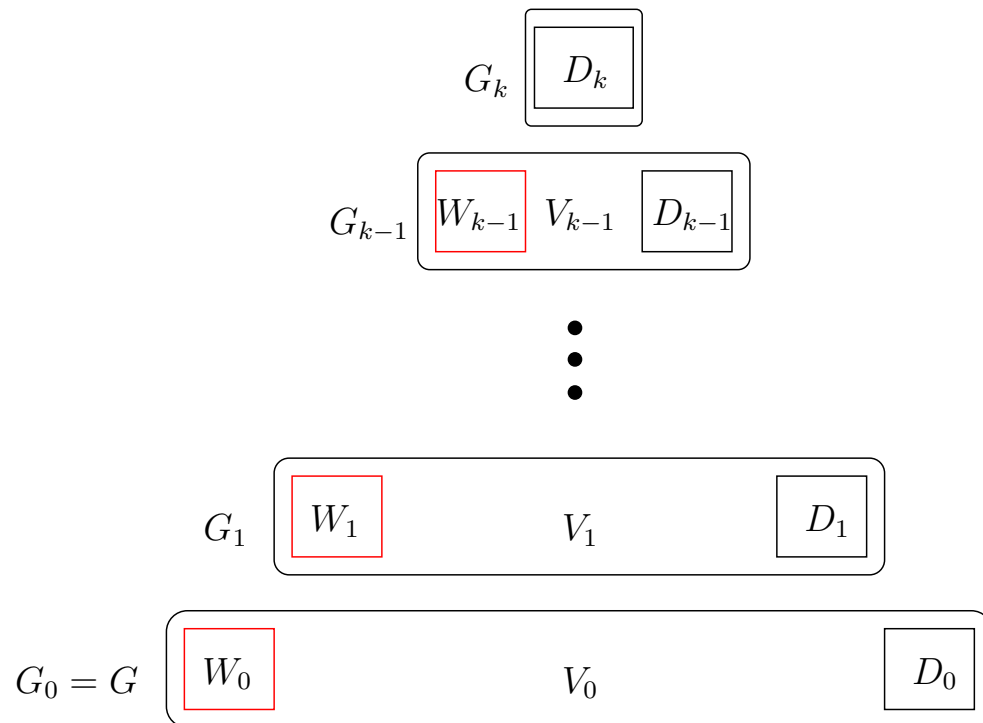 G_k D_k
G_{k−1} W_{k−1} V_{k−1} D_{k−1}
G_1 W_1 V_1 D_1
G_0 = G W_0 V_0 D_0